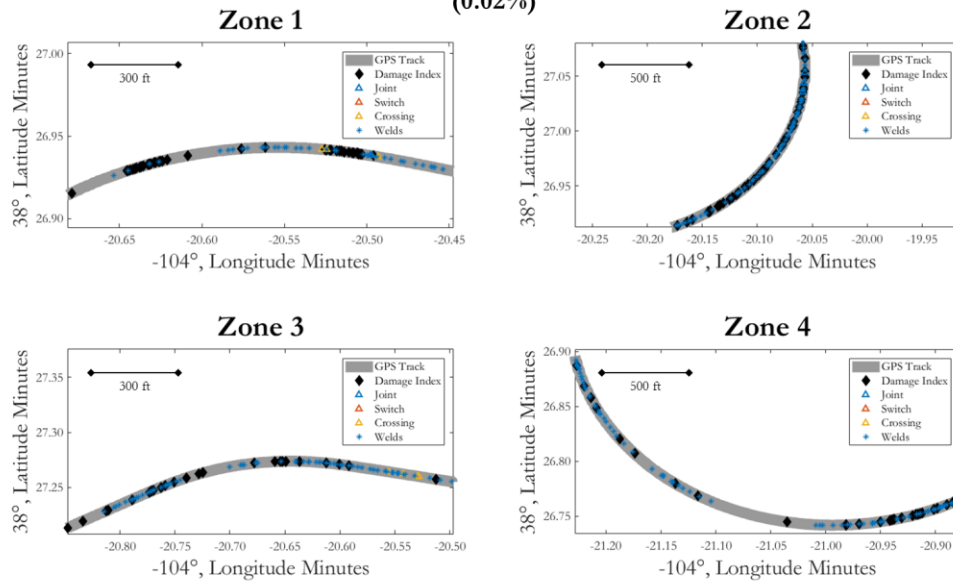 (0.02%)
Zone 1
27.00
26.95
26.90
38°, Latitude Minutes
300 ft
GPS Track
Damage Index
Joint
Switch
Crossing
Welds
-20.65
-20.60
-20.55
-20.50
-20.45
-104°, Longitude Minutes
Zone 2
27.05
27.00
26.95
38°, Latitude Minutes
500 ft
GPS Track
Damage Index
Joint
Switch
Crossing
Welds
-20.25
-20.20
-20.15
-20.10
-20.05
-20.00
-19.95
-104°, Longitude Minutes
Zone 3
27.35
27.30
27.25
38°, Latitude Minutes
300 ft
GPS Track
Damage Index
Joint
Switch
Crossing
Welds
-20.80
-20.75
-20.70
-20.65
-20.60
-20.55
-20.50
-104°, Longitude Minutes
Zone 4
26.90
26.85
26.80
26.75
38°, Latitude Minutes
500 ft
GPS Track
Damage Index
Joint
Switch
Crossing
Welds
-21.20
-21.15
-21.10
-21.05
-21.00
-20.95
-20.90
-104°, Longitude Minutes